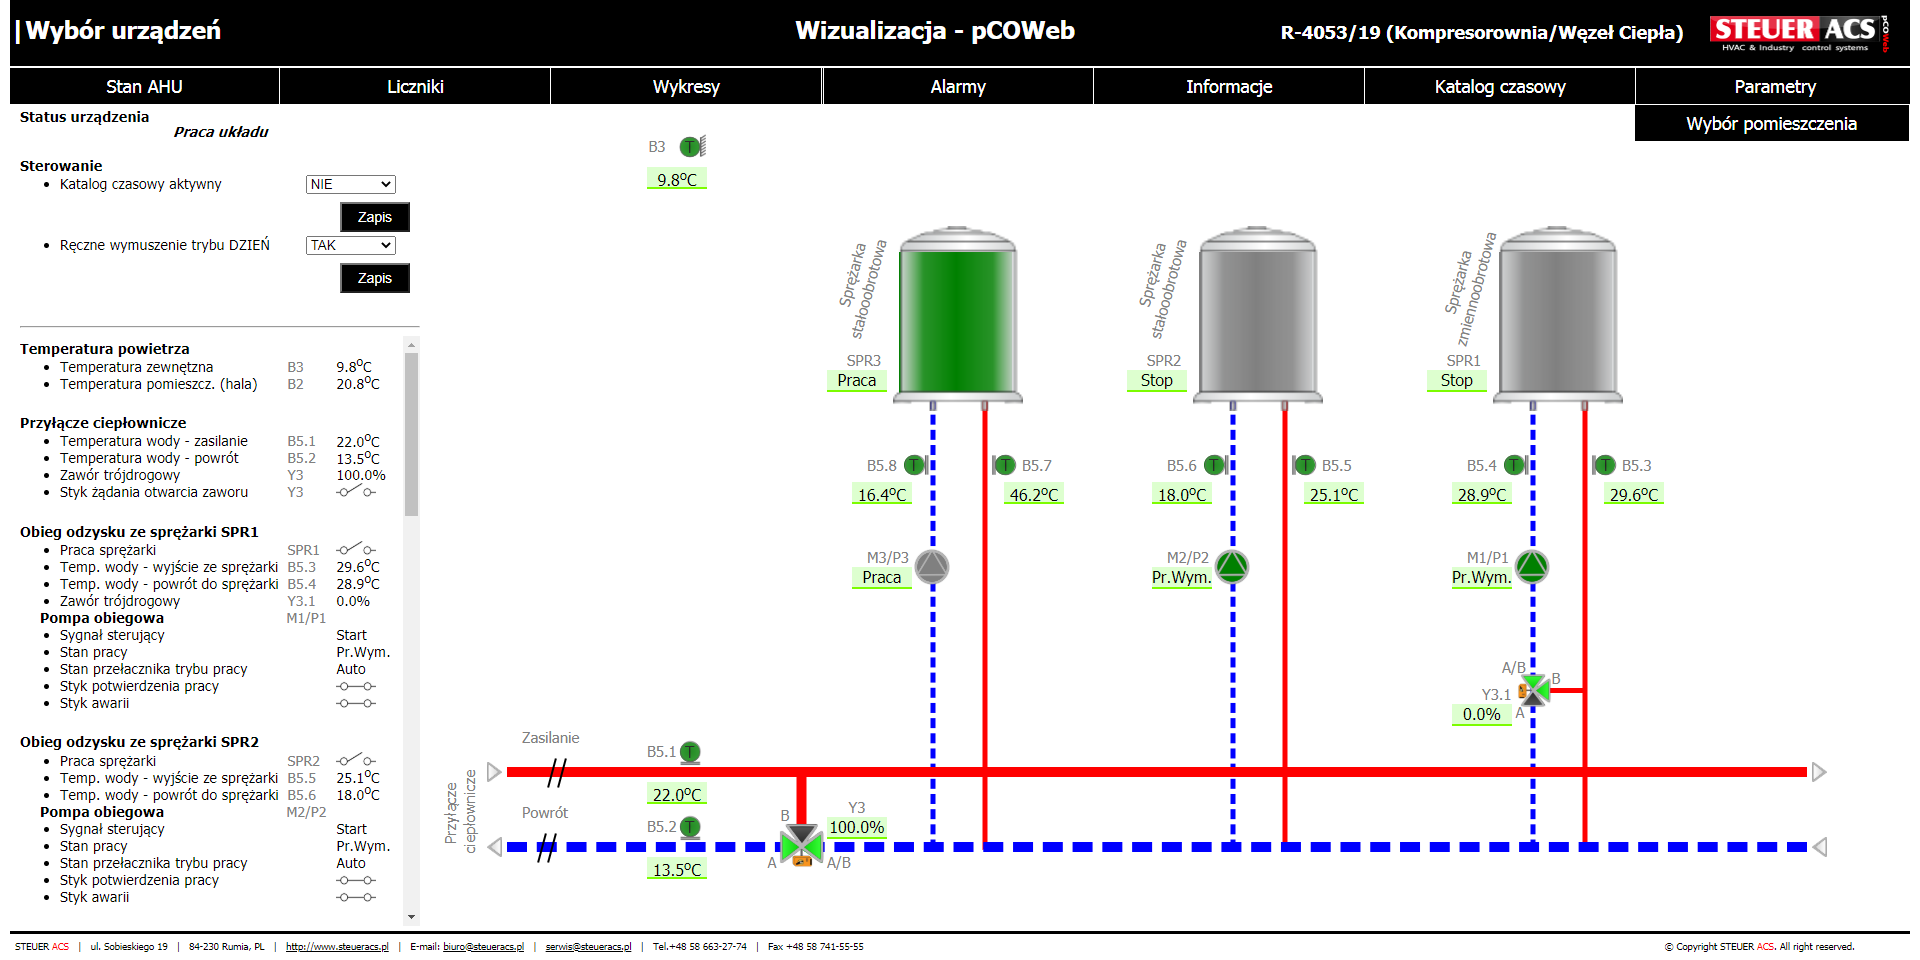 |Wybór urządzeń
Wizualizacja - pCOWeb
R-4053/19 (Kompresorownia/Węzeł Ciepła)
STEUER ACS pCOWeb
HVAC & Industry control systems
Stan AHU
Liczniki
Wykresy
Alarmy
Informacje
Katalog czasowy
Parametry
Wybór pomieszczenia
Status urządzenia
Praca układu
Sterowanie
Katalog czasowy aktywny NIE
Zapis
Ręczne wymuszenie trybu DZIEŃ TAK
Zapis
Temperatura powietrza
Temperatura zewnętzna B3 9.8°C
Temperatura pomieszcz. (hala) B2 20.8°C
Przyłącze ciepłownicze
Temperatura wody - zasilanie B5.1 22.0°C
Temperatura wody - powrót B5.2 13.5°C
Zawór trójdrogowy Y3 100.0%
Styk żądania otwarcia zaworu Y3
Obieg odzysku ze sprężarki SPR1
Praca sprężarki SPR1
Temp. wody - wyjście ze sprężarki B5.3 29.6°C
Temp. wody - powrót do sprężarki B5.4 28.9°C
Zawór trójdrogowy Y3.1 0.0%
Pompa obiegowa M1/P1
Sygnał sterujący Start
Stan pracy Pr.Wym.
Stan przełacznika trybu pracy Auto
Styk potwierdzenia pracy
Styk awarii
Obieg odzysku ze sprężarki SPR2
Praca sprężarki SPR2
Temp. wody - wyjście ze sprężarki B5.5 25.1°C
Temp. wody - powrót do sprężarki B5.6 18.0°C
Pompa obiegowa M2/P2
Sygnał sterujący Start
Stan pracy Pr.Wym.
Stan przełacznika trybu pracy Auto
Styk potwierdzenia pracy
Styk awarii
B3 T
9.8°C
Sprężarka
stałooobrotowa
SPR3
Praca
Sprężarka
stałooobrotowa
SPR2
Stop
Sprężarka
zmiennoobrotowa
SPR1
Stop
B5.8 T
16.4°C
T B5.7
46.2°C
B5.6 T
18.0°C
T B5.5
25.1°C
B5.4 T
28.9°C
T B5.3
29.6°C
M3/P3
Praca
M2/P2
Pr.Wym.
M1/P1
Pr.Wym.
A/B
B
Y3.1
0.0%
A
Zasilanie
B5.1 T
22.0°C
Przyłącze
ciepłownicze
Powrót
B5.2 T
13.5°C
B
Y3
100.0%
A
A/B
STEUER ACS | ul. Sobieskiego 19 | 84-230 Rumia, PL | http://www.steueracs.pl | E-mail: biuro@steueracs.pl | serwis@steueracs.pl | Tel.+48 58 663-27-74 | Fax +48 58 741-55-55
© Copyright STEUER ACS. All right reserved.